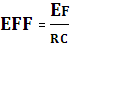 EFF = EF
RC